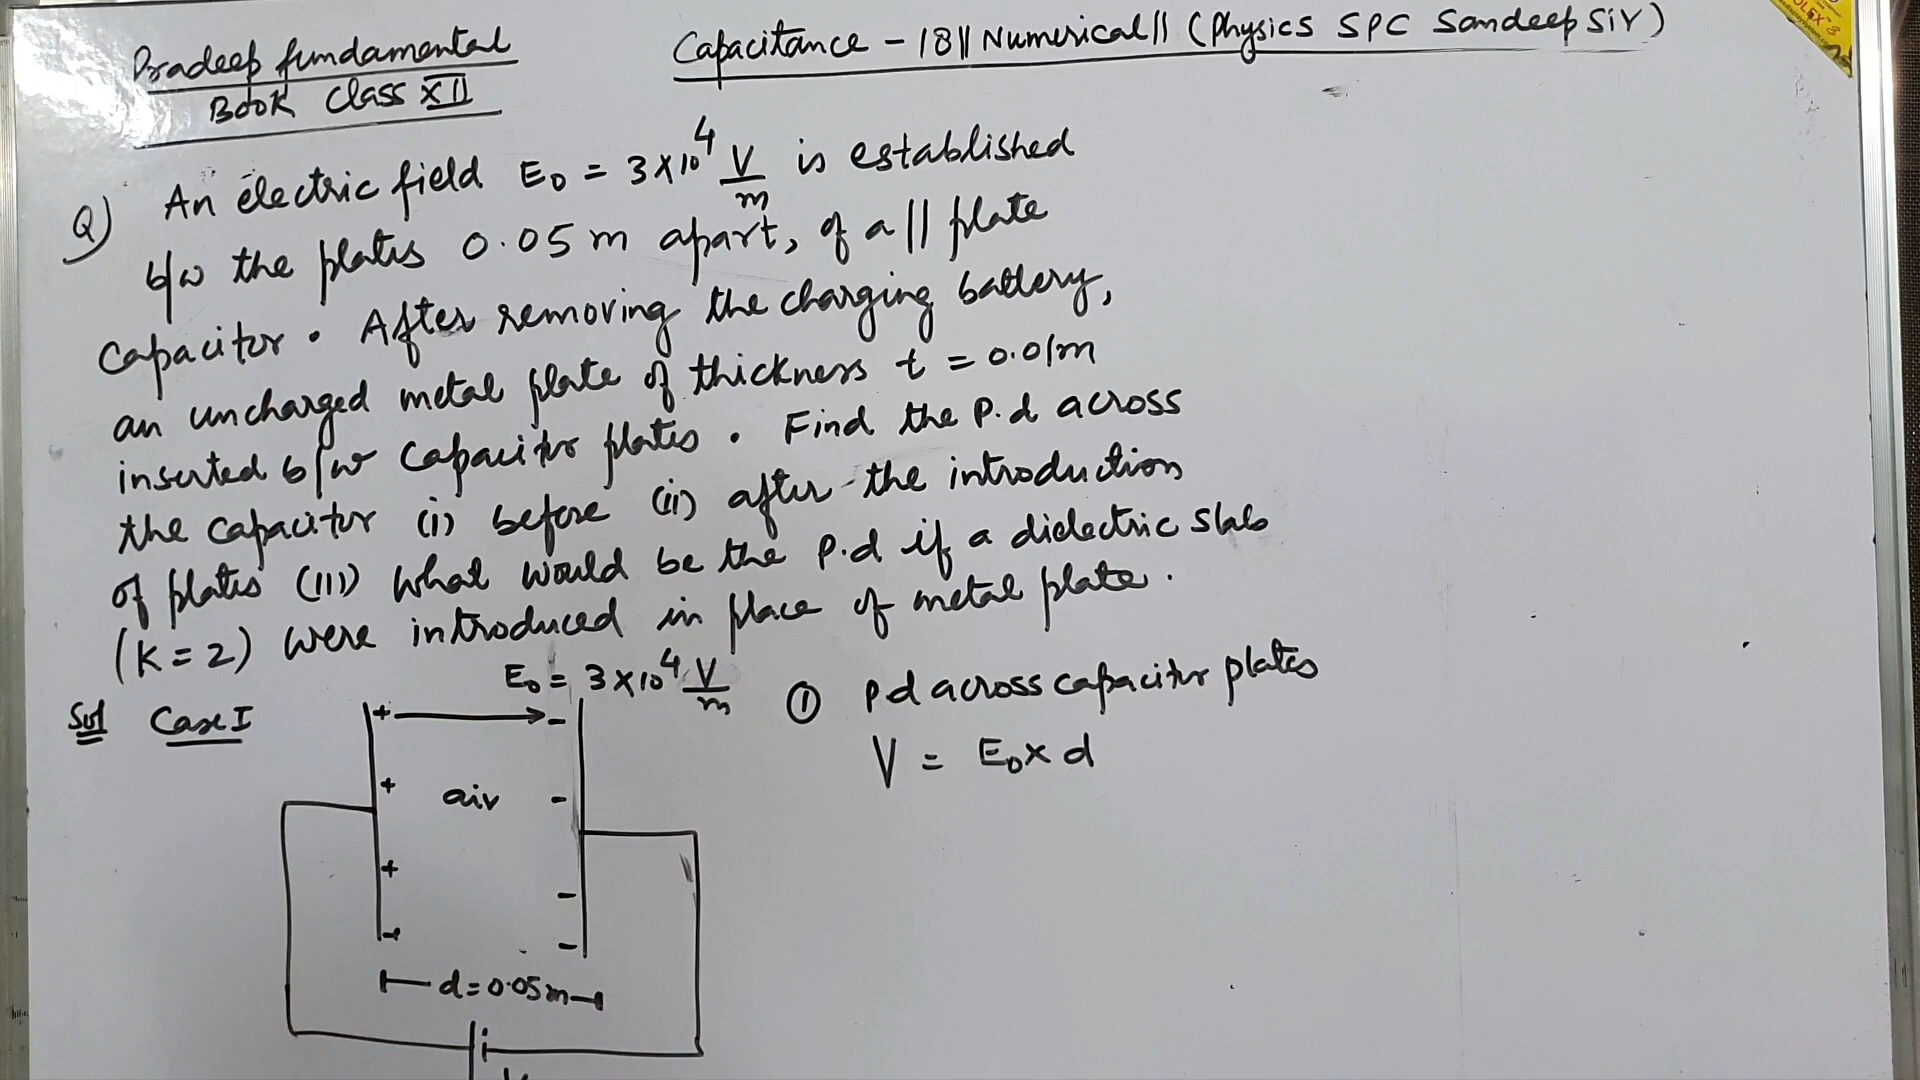 Pradeep fundamental
Book Class XII
Capacitance - 18 || Numerical || (Physics SPC Sandeep Sir)
Q) An electric field E₀ = 3×10⁴ V/m is established
b/w the plates 0.05 m apart, of a || plate
Capacitor. After removing the charging battery,
an uncharged metal plate of thickness t = 0.01m
inserted b/w Capacitor plates. Find the P.d across
the capacitor (i) before (ii) after the introduction
of plates (iii) What would be the P.d if a dielectric slab
(K=2) were introduced in place of metal plate.
Sol Case I
E₀ = 3×10⁴ V/m
+ -
+ air -
+ -
+ -
d=0.05m
① Pd across capacitor plates
V = E₀×d